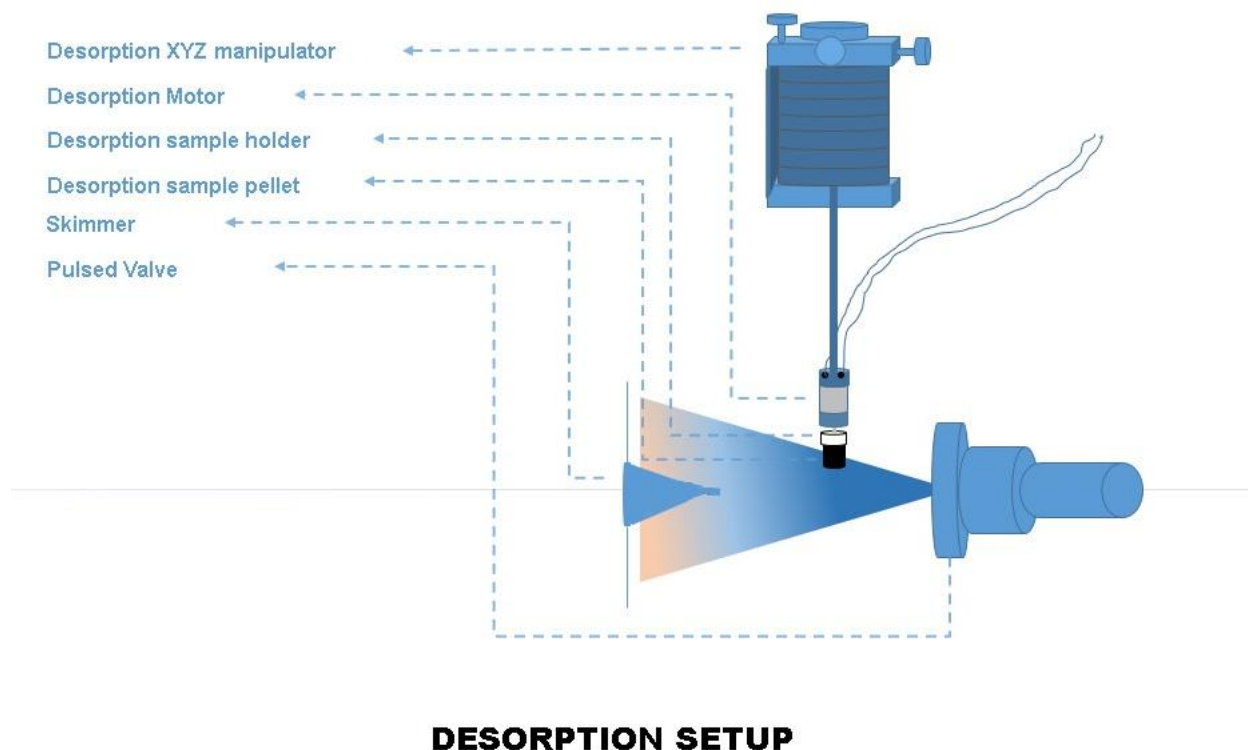 Desorption XYZ manipulator
Desorption Motor
Desorption sample holder
Desorption sample pellet
Skimmer
Pulsed Valve
DESORPTION SETUP